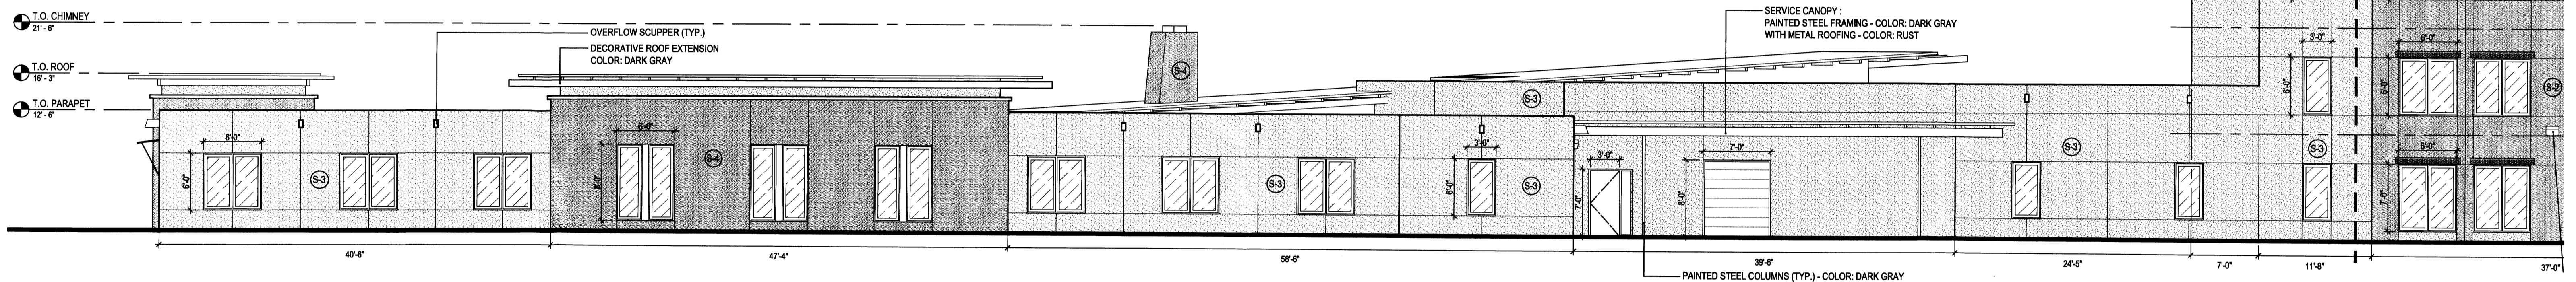 T.O. CHIMNEY
21' - 6"
T.O. ROOF
16' - 3"
T.O. PARAPET
12' - 6"
OVERFLOW SCUPPER (TYP.)
DECORATIVE ROOF EXTENSION
COLOR: DARK GRAY
SERVICE CANOPY :
PAINTED STEEL FRAMING - COLOR: DARK GRAY
WITH METAL ROOFING - COLOR: RUST
S-4
S-3
3'-0"
6'-0"
6'-0"
6'-0"
S-2
6'-0"
6'-0"
S-3
6'-0"
8'-0"
S-4
S-3
3'-0"
6'-0"
S-3
3'-0"
7'-0"
7'-0"
8'-0"
S-3
S-3
6'-0"
7'-0"
40'-6"
47'-4"
58'-6"
39'-6"
24'-5"
7'-0"
11'-8"
37'-0"
PAINTED STEEL COLUMNS (TYP.) - COLOR: DARK GRAY